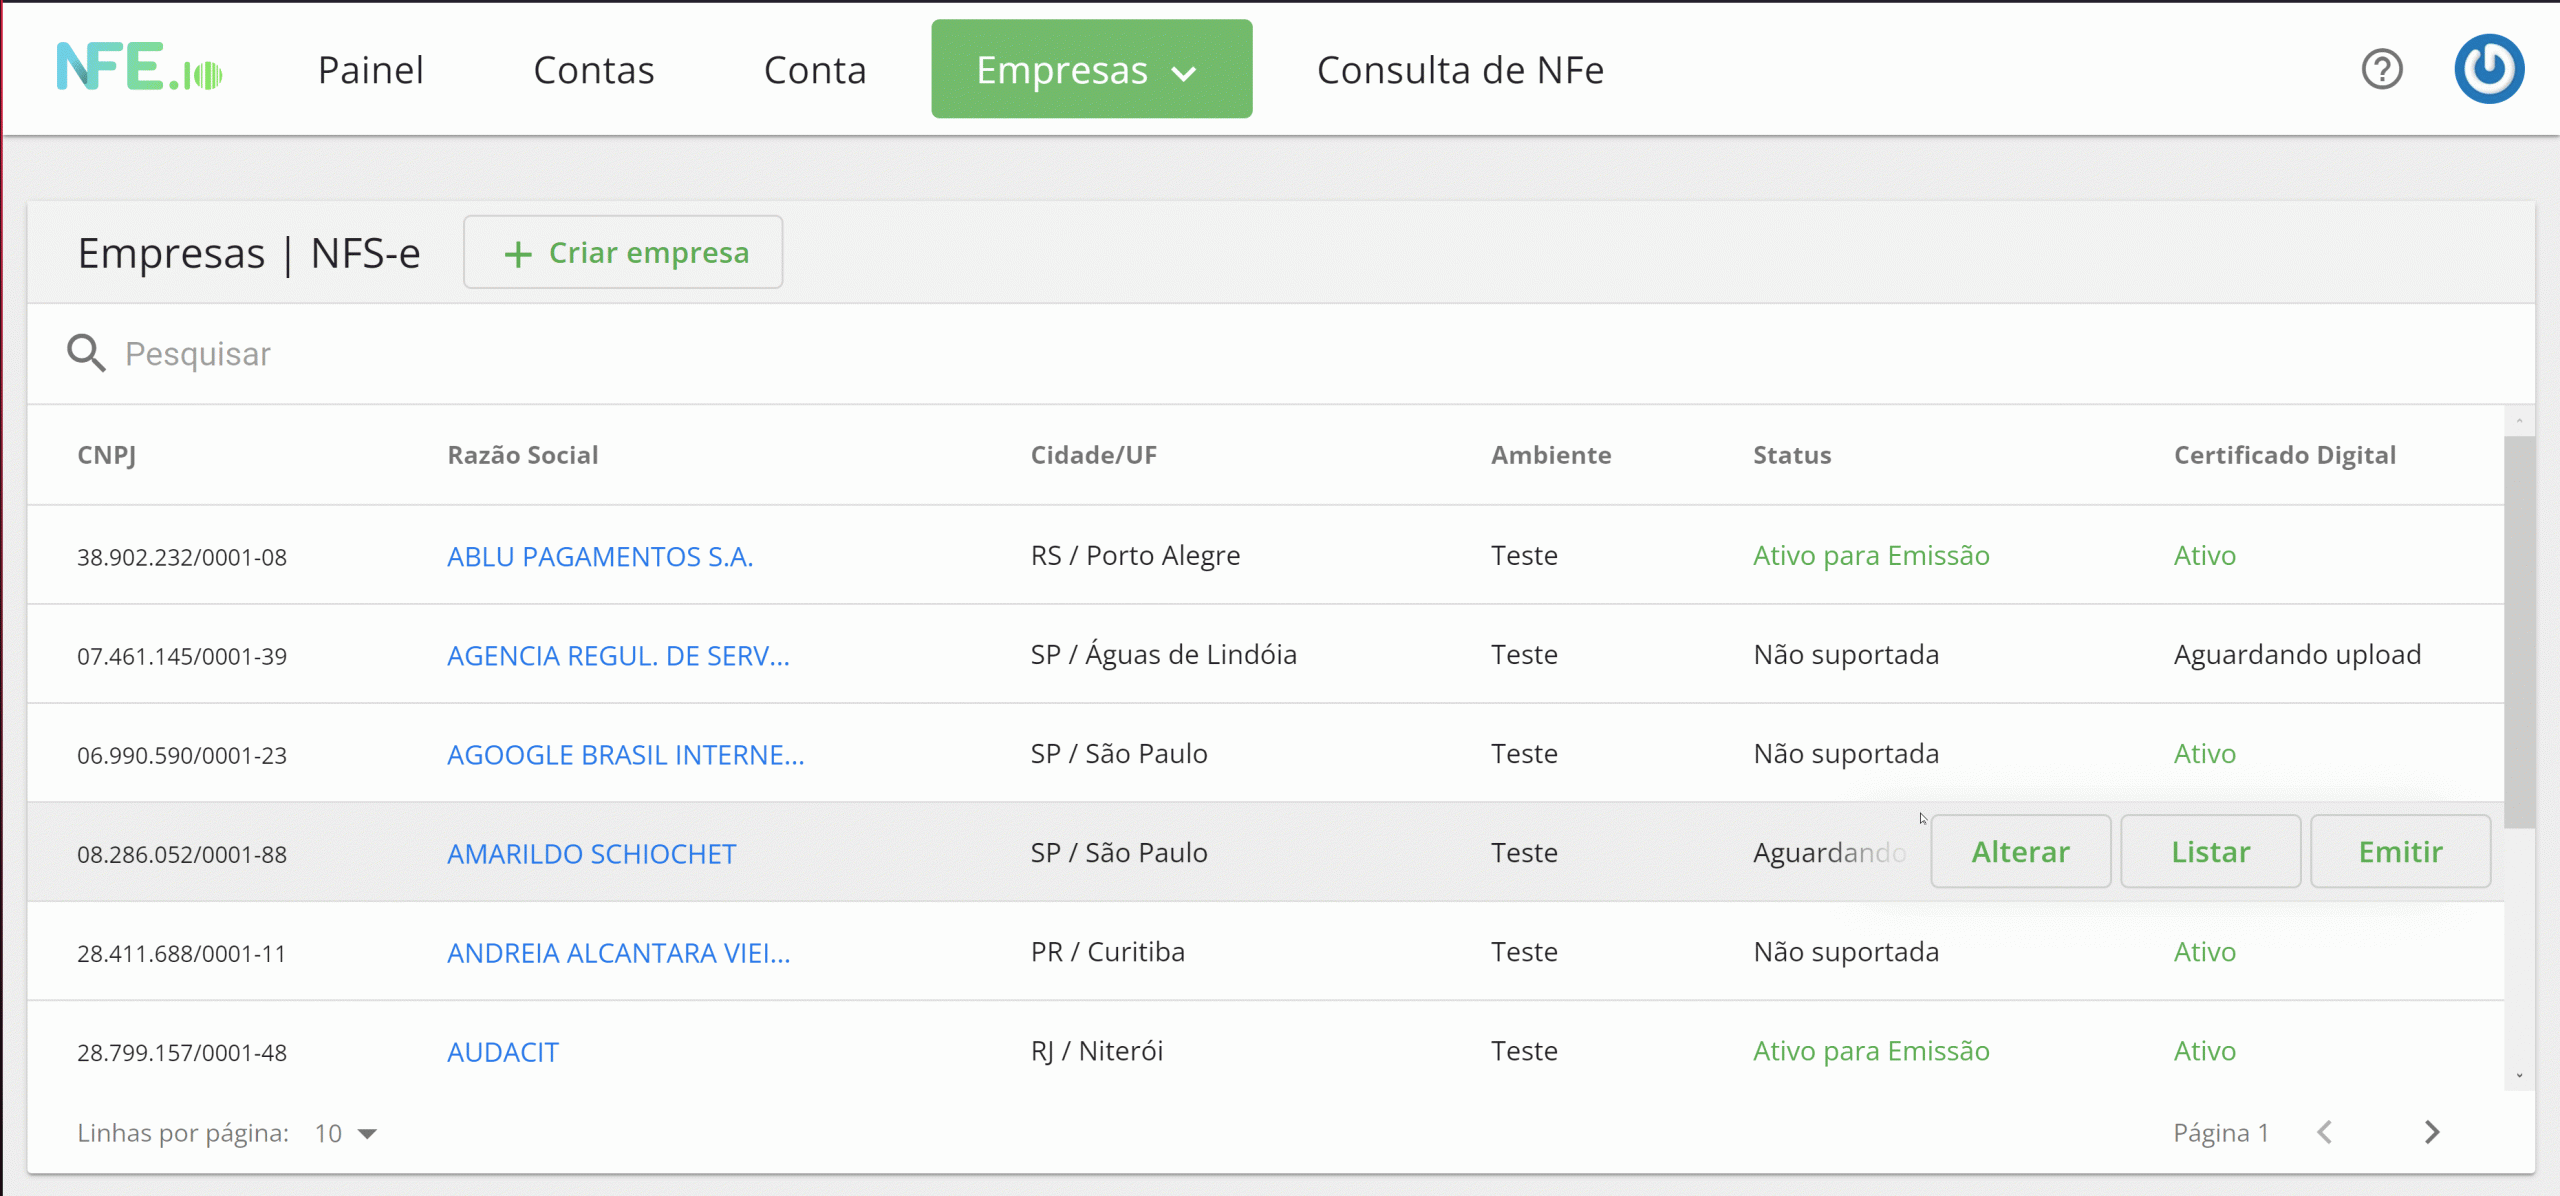 NFE.io Painel Contas Conta Empresas Consulta de NFe
Empresas | NFS-e + Criar empresa
Pesquisar
CNPJ Razão Social Cidade/UF Ambiente Status Certificado Digital
38.902.232/0001-08 ABLU PAGAMENTOS S.A. RS / Porto Alegre Teste Ativo para Emissão Ativo
07.461.145/0001-39 AGENCIA REGUL. DE SERV... SP / Águas de Lindóia Teste Não suportada Aguardando upload
06.990.590/0001-23 AGOOGLE BRASIL INTERNE... SP / São Paulo Teste Não suportada Ativo
08.286.052/0001-88 AMARILDO SCHIOCHET SP / São Paulo Teste Aguardando Alterar Listar Emitir
28.411.688/0001-11 ANDREIA ALCANTARA VIEI... PR / Curitiba Teste Não suportada Ativo
28.799.157/0001-48 AUDACIT RJ / Niterói Teste Ativo para Emissão Ativo
Linhas por página: 10 Página 1